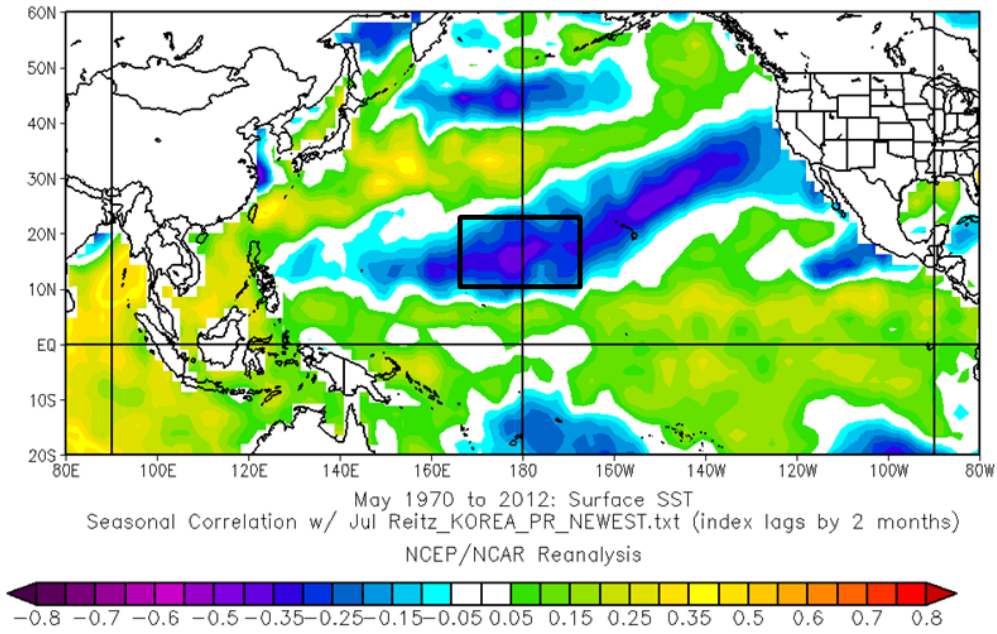 60N
50N
40N
30N
20N
10N
EQ
10S
20S
80E 100E 120E 140E 160E 180 160W 140W 120W 100W 80W
May 1970 to 2012: Surface SST
Seasonal Correlation w/ Jul Reitz_KOREA_PR_NEWEST.txt (index lags by 2 months)
NCEP/NCAR Reanalysis
-0.8 -0.7 -0.6 -0.5 -0.35 -0.25 -0.15 -0.05 0.05 0.15 0.25 0.35 0.45 0.5 0.6 0.7 0.8